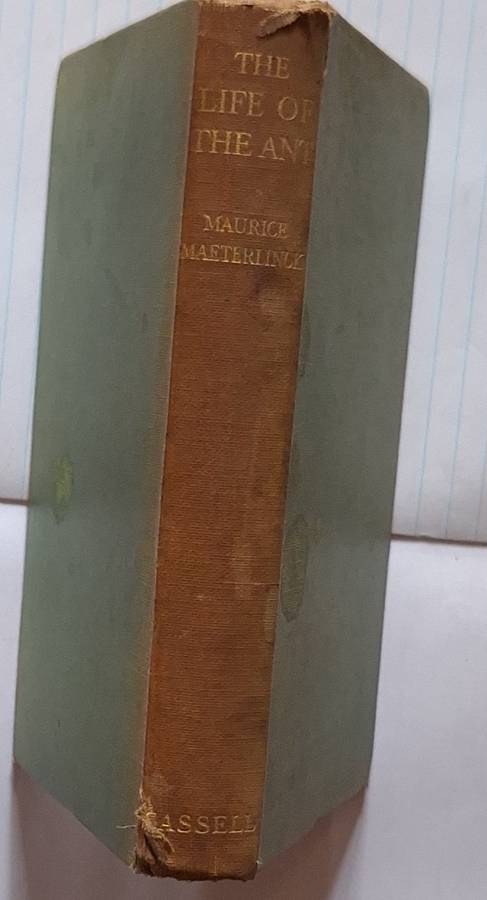 THE
LIFE OF
THE ANT
MAURICE
MAETERLINCK
CASSELL